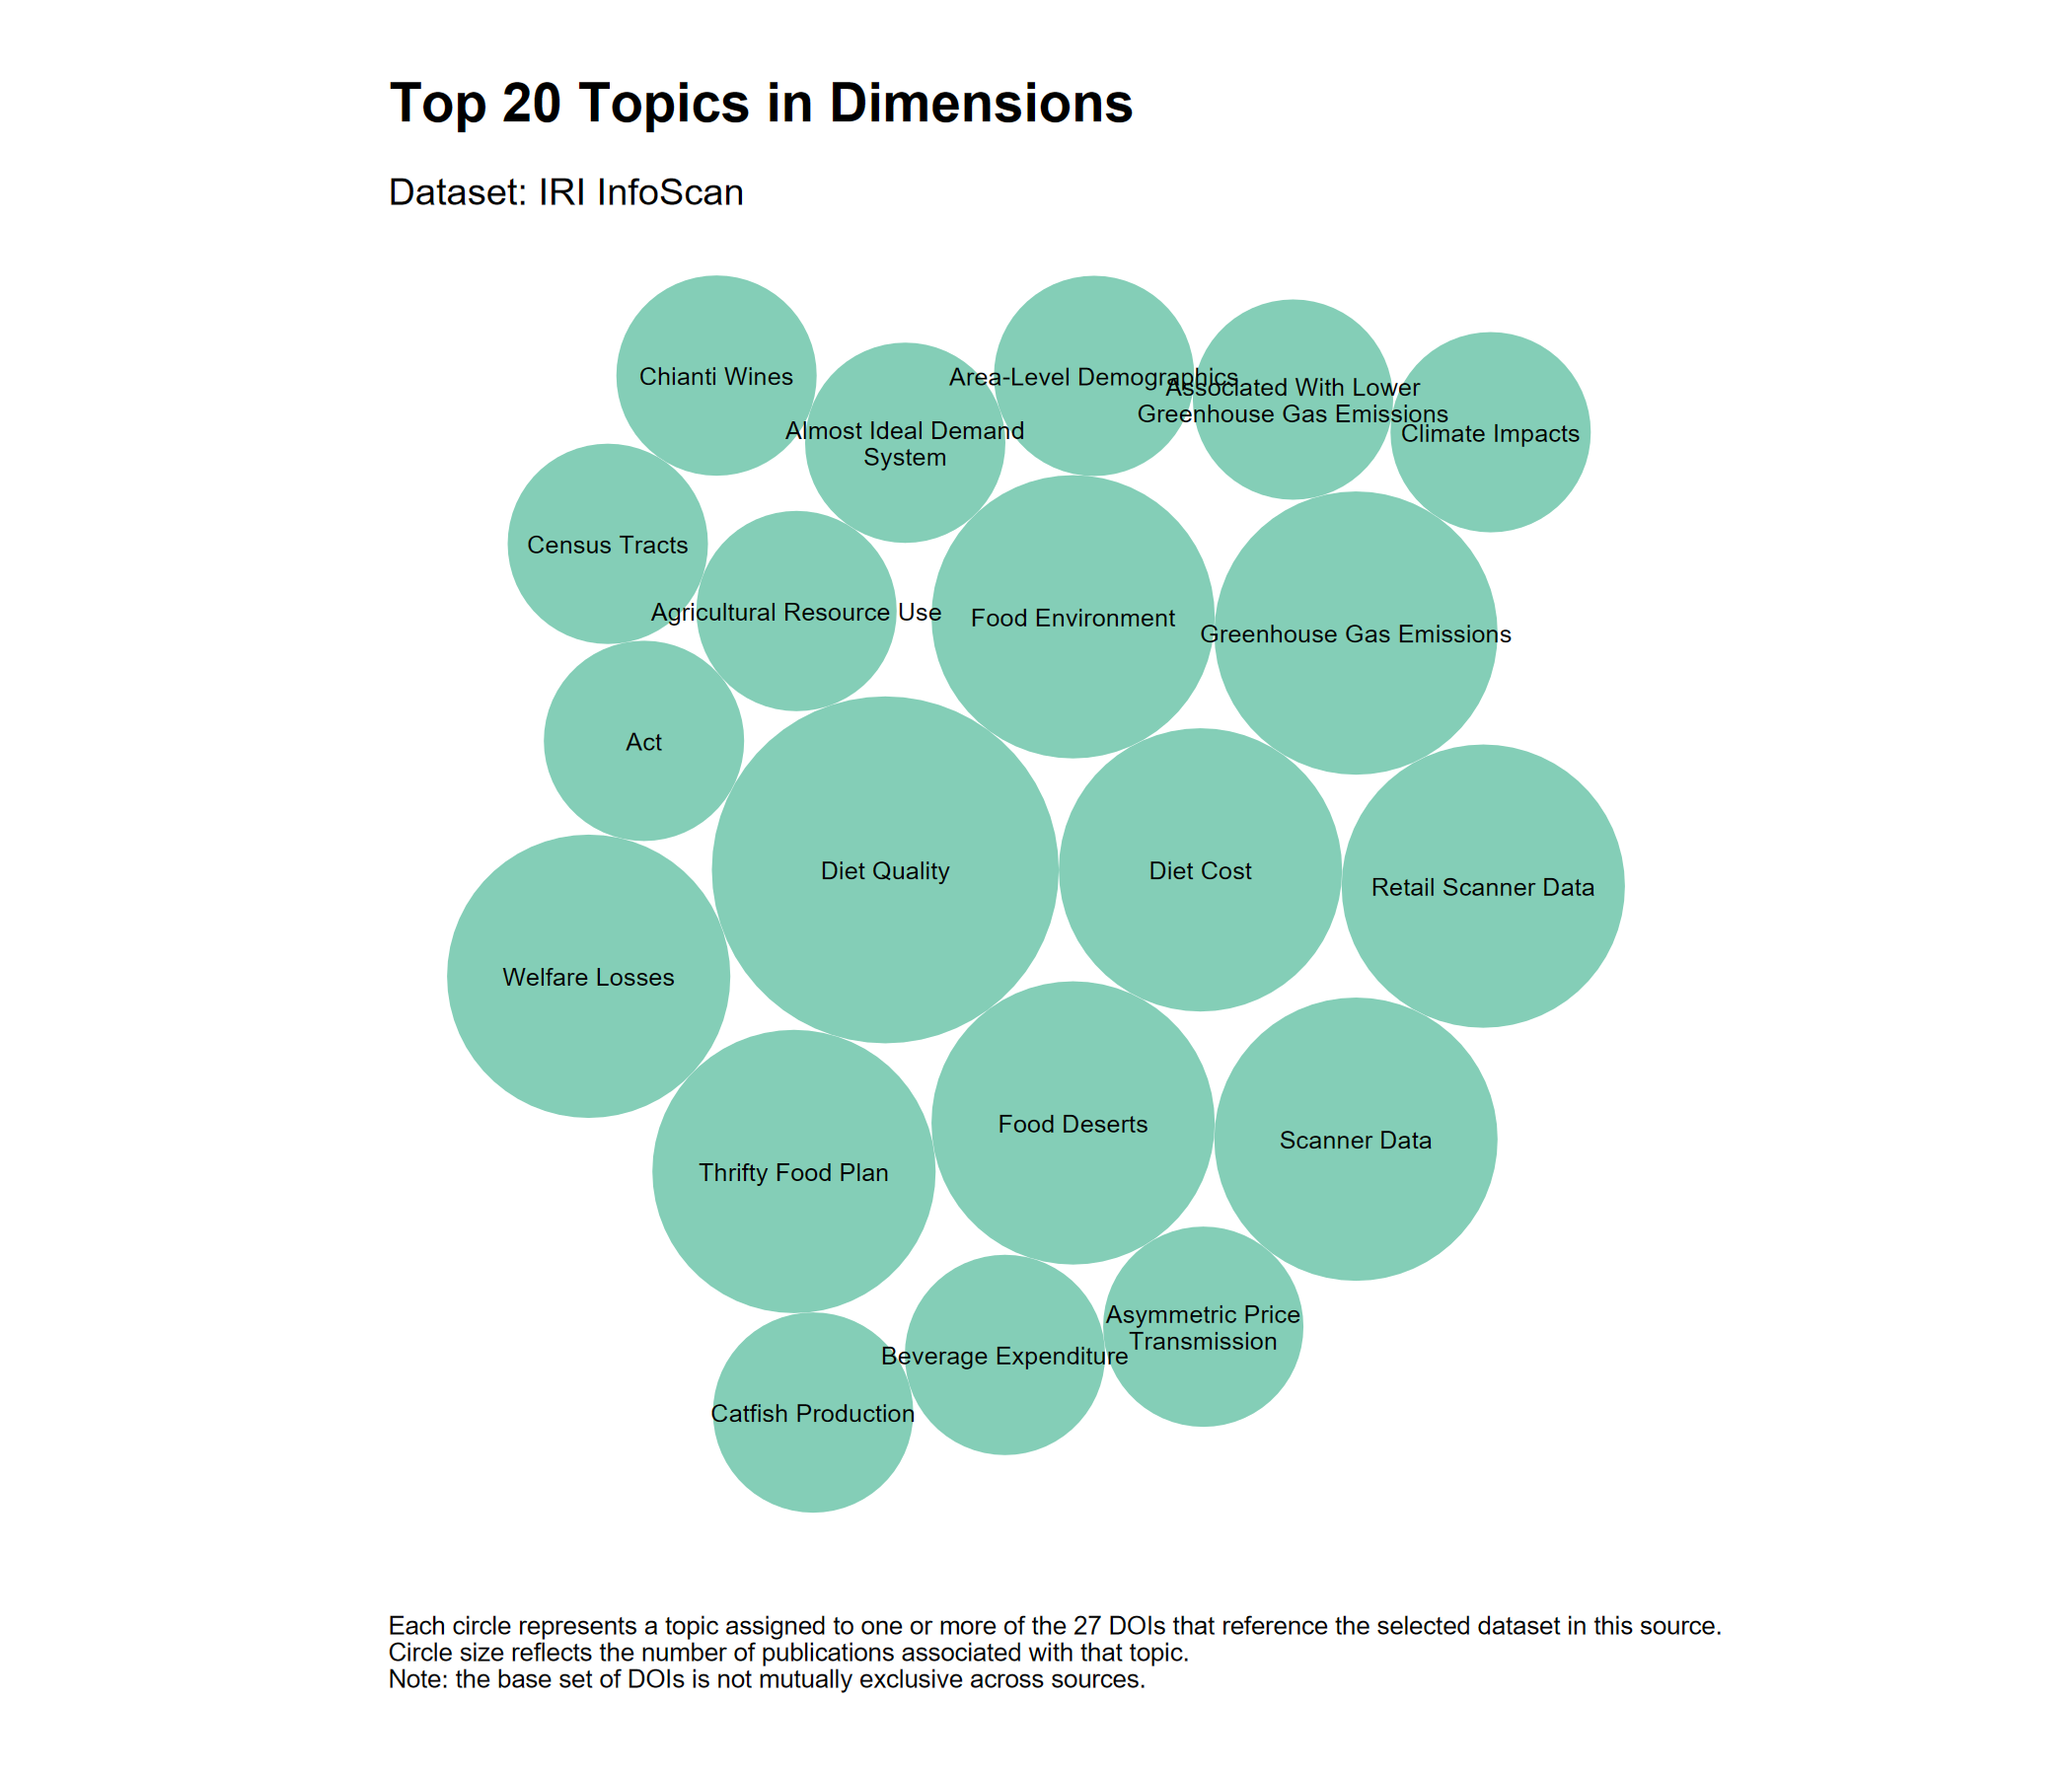 Top 20 Topics in Dimensions
Dataset: IRI InfoScan
Chianti Wines
Area-Level Demographics
Associated With Lower
Greenhouse Gas Emissions
Almost Ideal Demand
System
Climate Impacts
Census Tracts
Agricultural Resource Use
Food Environment
Greenhouse Gas Emissions
Act
Diet Quality
Diet Cost
Retail Scanner Data
Welfare Losses
Thrifty Food Plan
Food Deserts
Scanner Data
Asymmetric Price
Transmission
Beverage Expenditure
Catfish Production
Each circle represents a topic assigned to one or more of the 27 DOIs that reference the selected dataset in this source.
Circle size reflects the number of publications associated with that topic.
Note: the base set of DOIs is not mutually exclusive across sources.